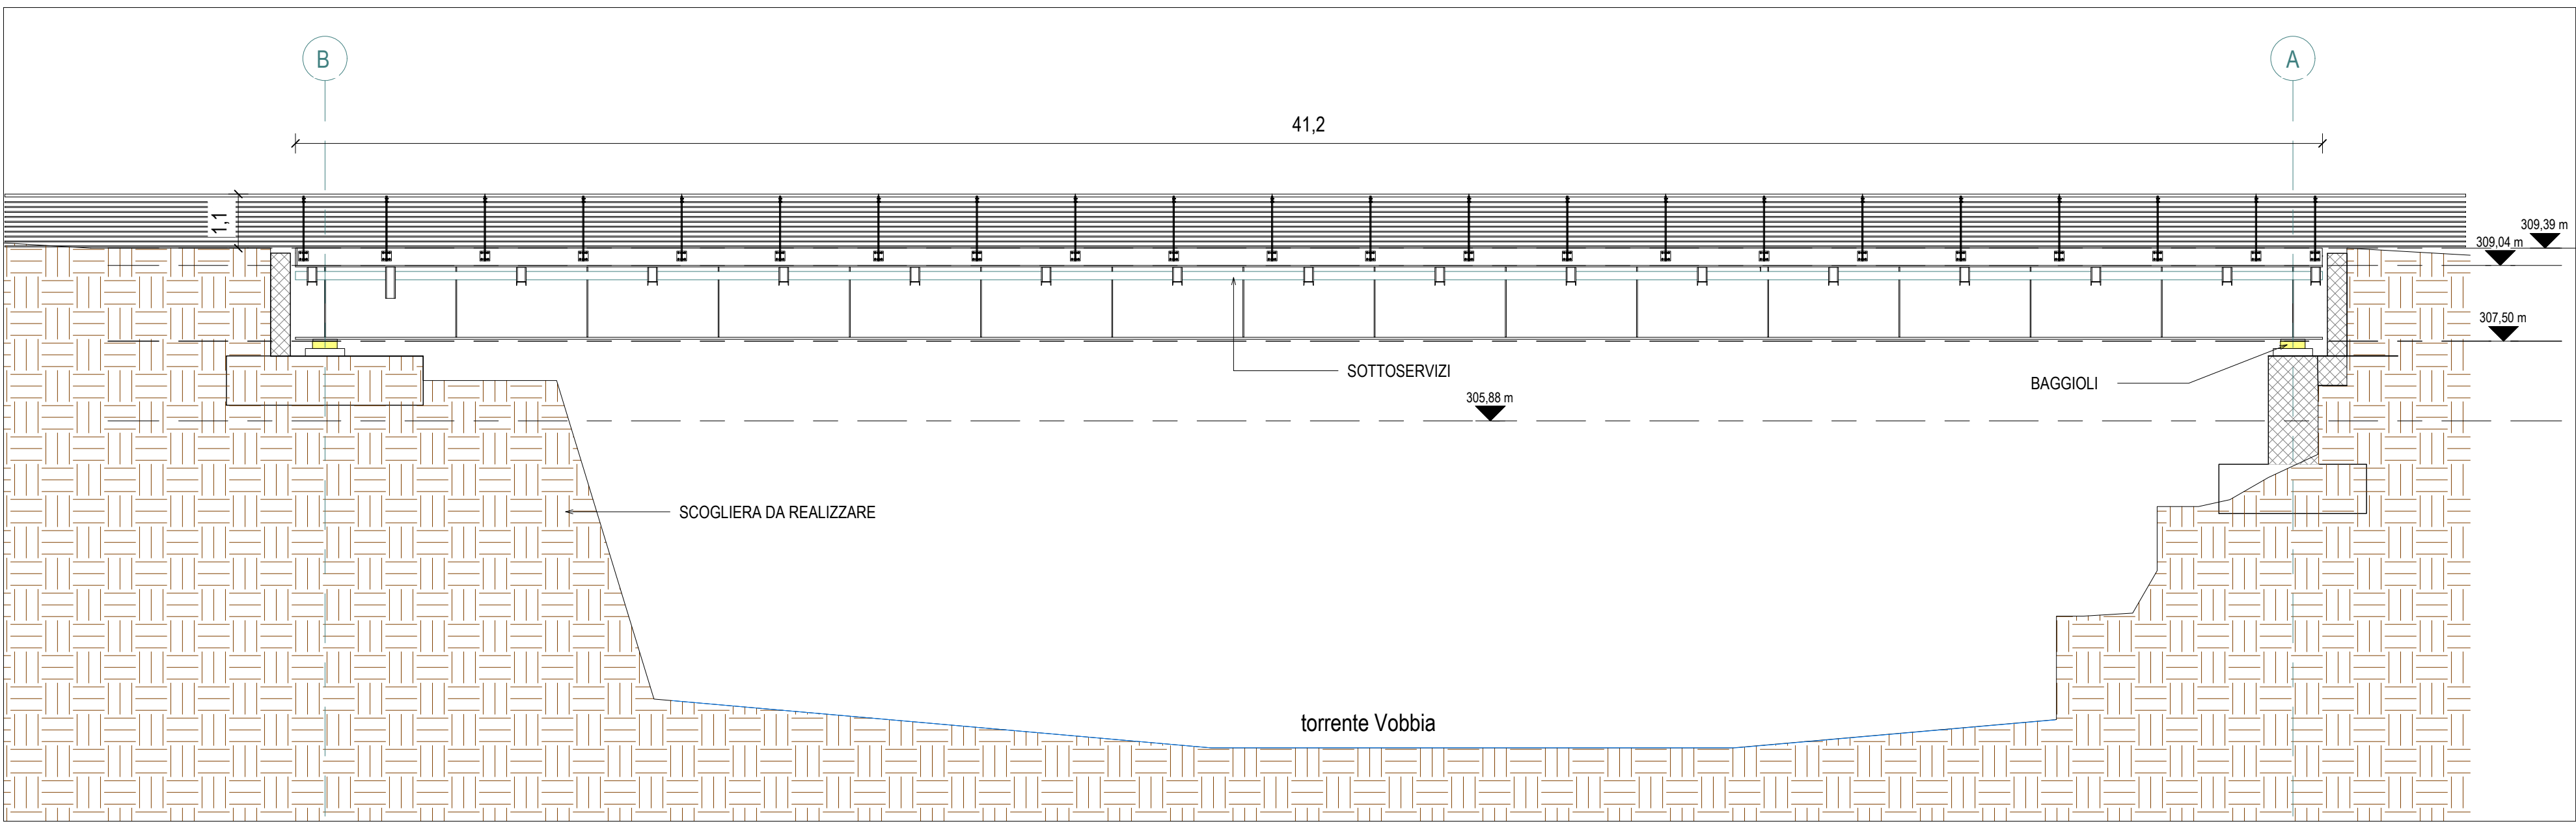 B
A
41,2
1,1
309,39 m
309,04 m
307,50 m
SOTTOSERVIZI
BAGGIOLI
305,88 m
SCOGLIERA DA REALIZZARE
torrente Vobbia